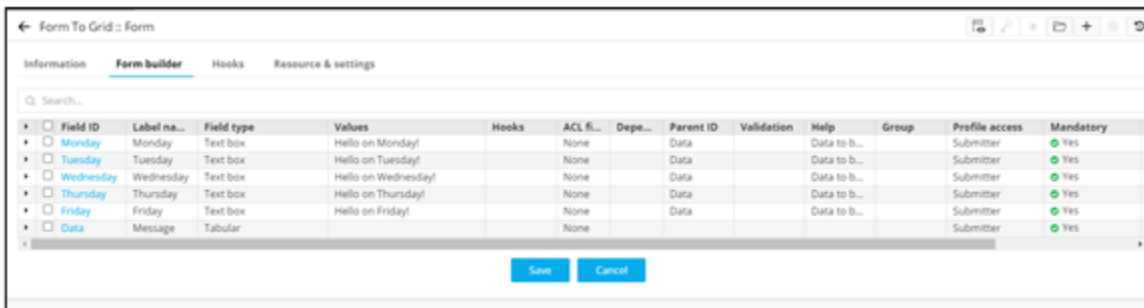 Form To Grid :: Form
Information Form builder Hooks Resource & settings
Search...
Field ID Label na... Field type Values Hooks ACL fi... Depe... Parent ID Validation Help Group Profile access Mandatory
Monday Monday Text box Hello on Monday! None Data Data to b... Submitter Yes
Tuesday Tuesday Text box Hello on Tuesday! None Data Data to b... Submitter Yes
Wednesday Wednesday Text box Hello on Wednesday! None Data Data to b... Submitter Yes
Thursday Thursday Text box Hello on Thursday! None Data Data to b... Submitter Yes
Friday Friday Text box Hello on Friday! None Data Data to b... Submitter Yes
Data Message Tabular None Submitter Yes
Save Cancel